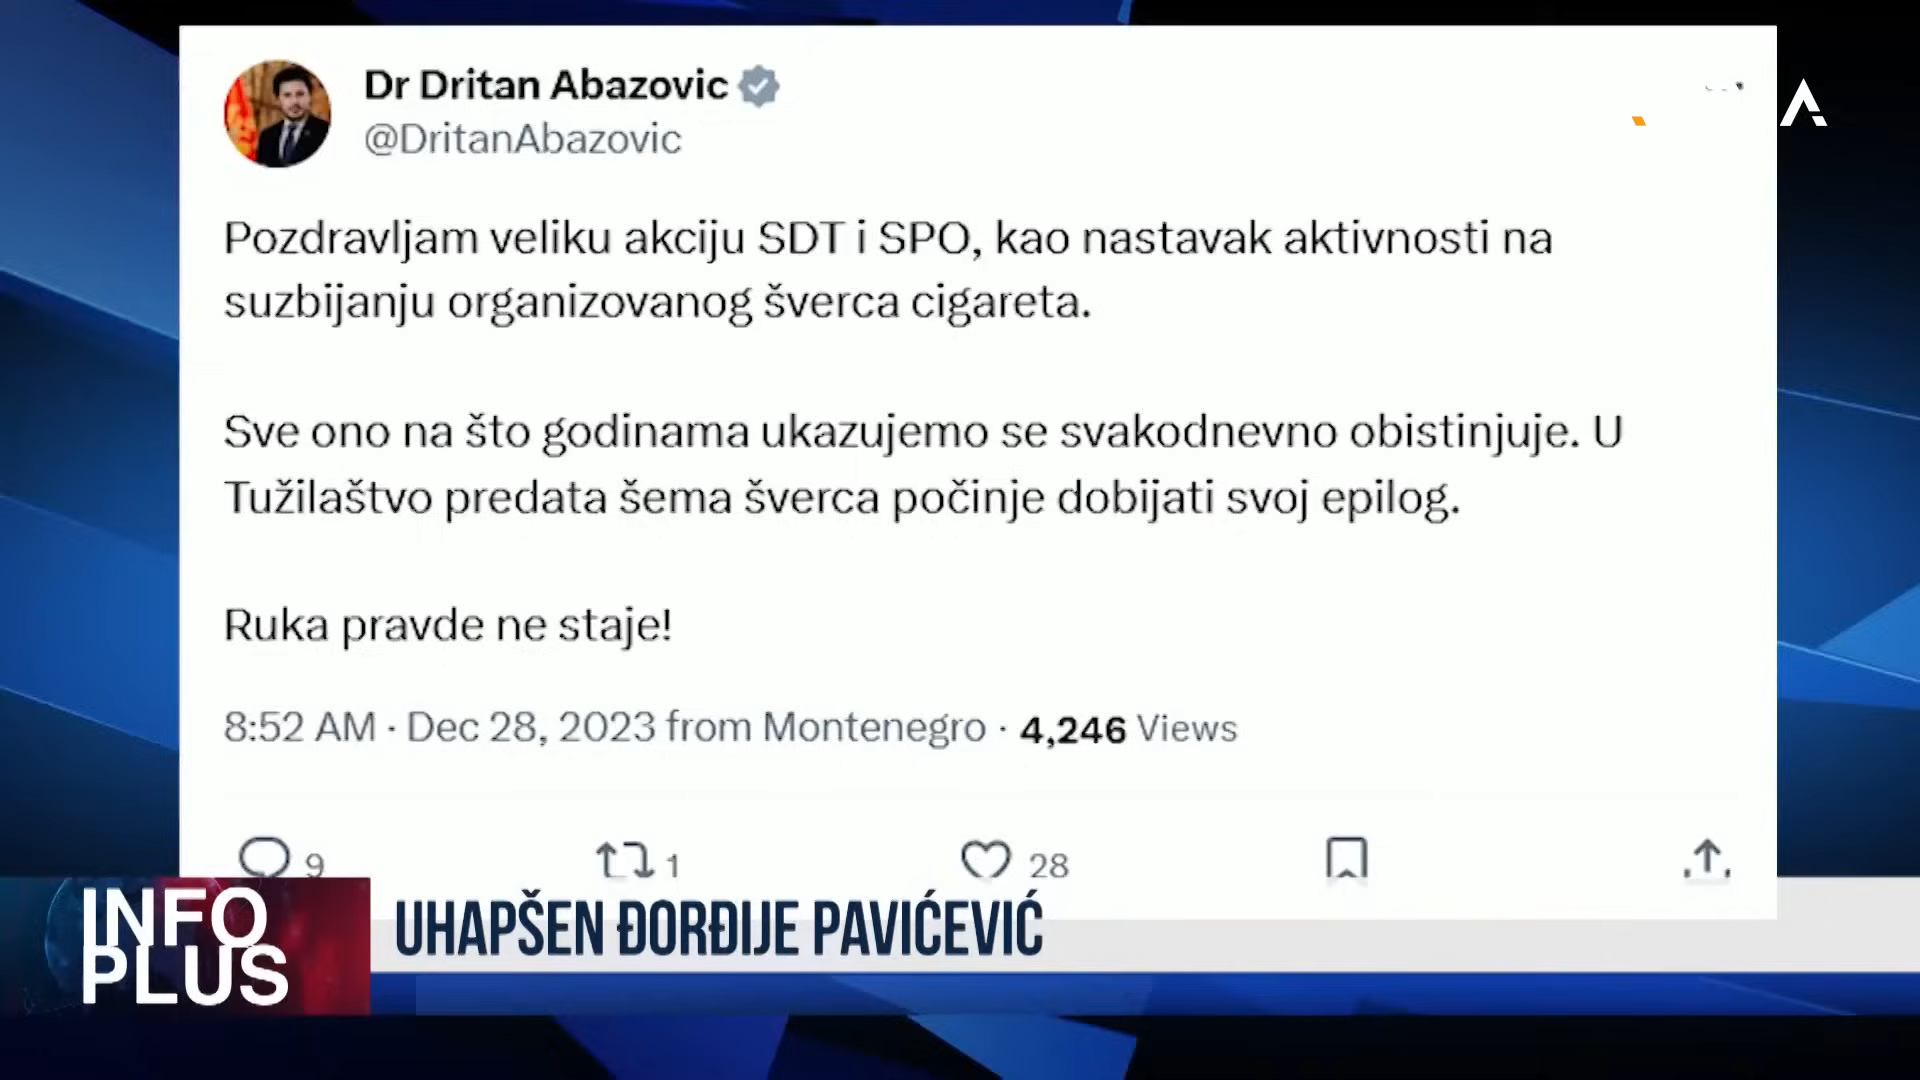 Dr Dritan Abazovic
@DritanAbazovic
A
Pozdravljam veliku akciju SDT i SPO, kao nastavak aktivnosti na
suzbijanju organizovanog šverca cigareta.
Sve ono na što godinama ukazujemo se svakodnevno obistinjuje. U
Tužilaštvo predata šema šverca počinje dobijati svoj epilog.
Ruka pravde ne staje!
8:52 AM · Dec 28, 2023 from Montenegro · 4,246 Views
9 1 28
INFO
PLUS
UHAPŠEN ĐORĐIJE PAVIĆEVIĆ